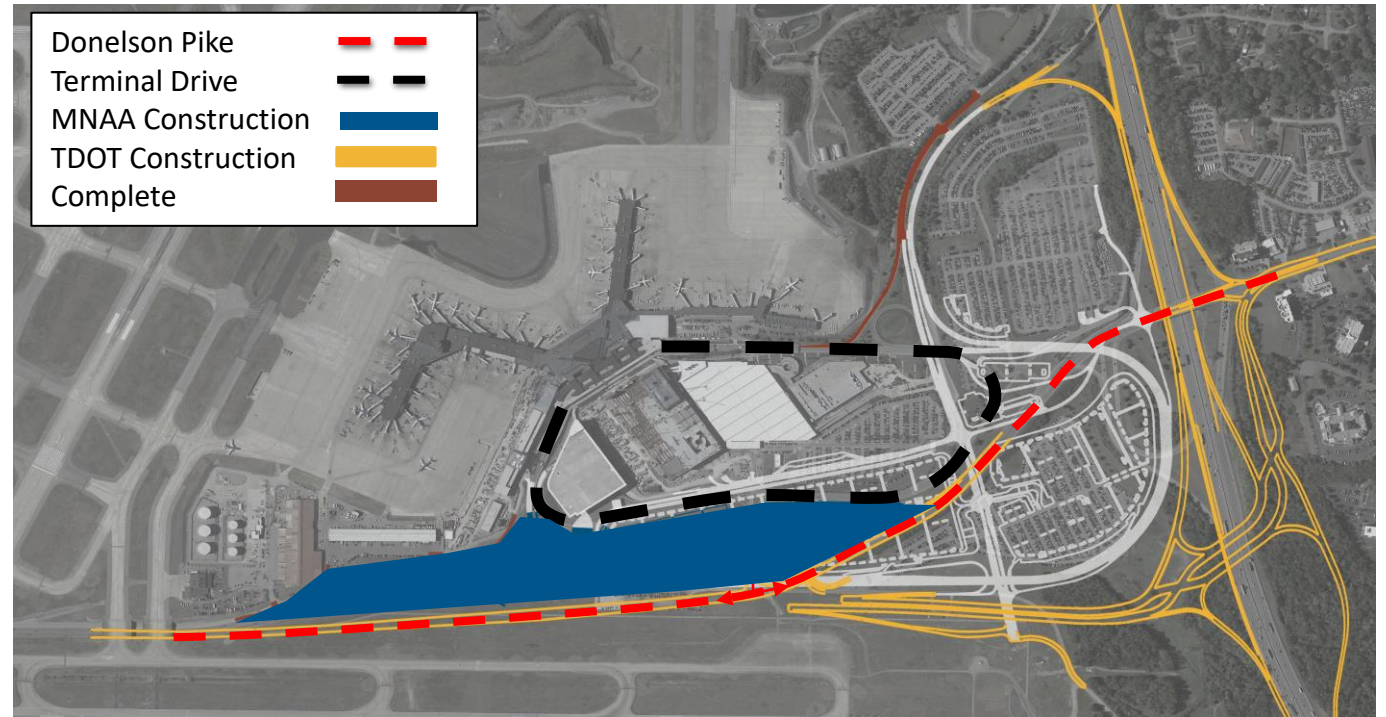 Donelson Pike
Terminal Drive
MNAA Construction
TDOT Construction
Complete